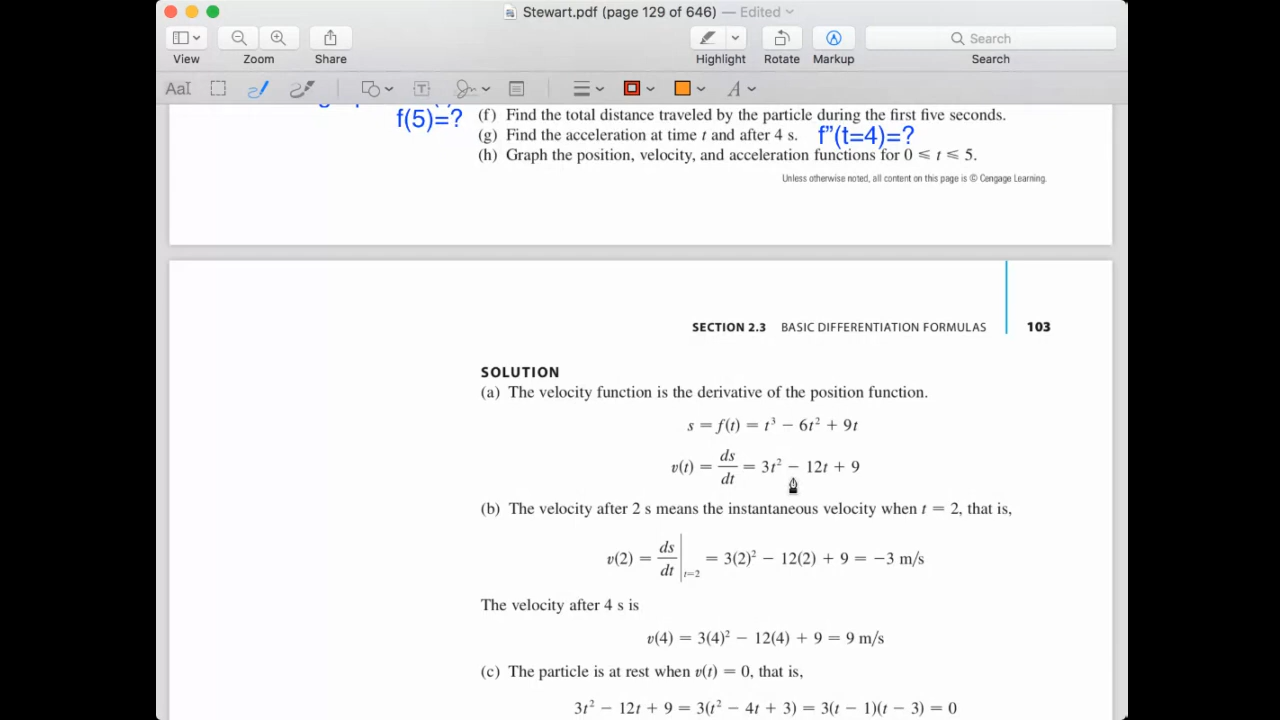 Stewart.pdf (page 129 of 646) — Edited
View Zoom Share Highlight Rotate Markup Search
Search
AaI T A
f(5)=?
(f) Find the total distance traveled by the particle during the first five seconds.
(g) Find the acceleration at time t and after 4 s. f"(t=4)=?
(h) Graph the position, velocity, and acceleration functions for 0 ⩽ t ⩽ 5.
Unless otherwise noted, all content on this page is © Cengage Learning.
SECTION 2.3 BASIC DIFFERENTIATION FORMULAS 103
SOLUTION
(a) The velocity function is the derivative of the position function.
s = f(t) = t³ − 6t² + 9t
v(t) = ds/dt = 3t² − 12t + 9
(b) The velocity after 2 s means the instantaneous velocity when t = 2, that is,
v(2) = ds/dt|t=2 = 3(2)² − 12(2) + 9 = −3 m/s
The velocity after 4 s is
v(4) = 3(4)² − 12(4) + 9 = 9 m/s
(c) The particle is at rest when v(t) = 0, that is,
3t² − 12t + 9 = 3(t² − 4t + 3) = 3(t − 1)(t − 3) = 0